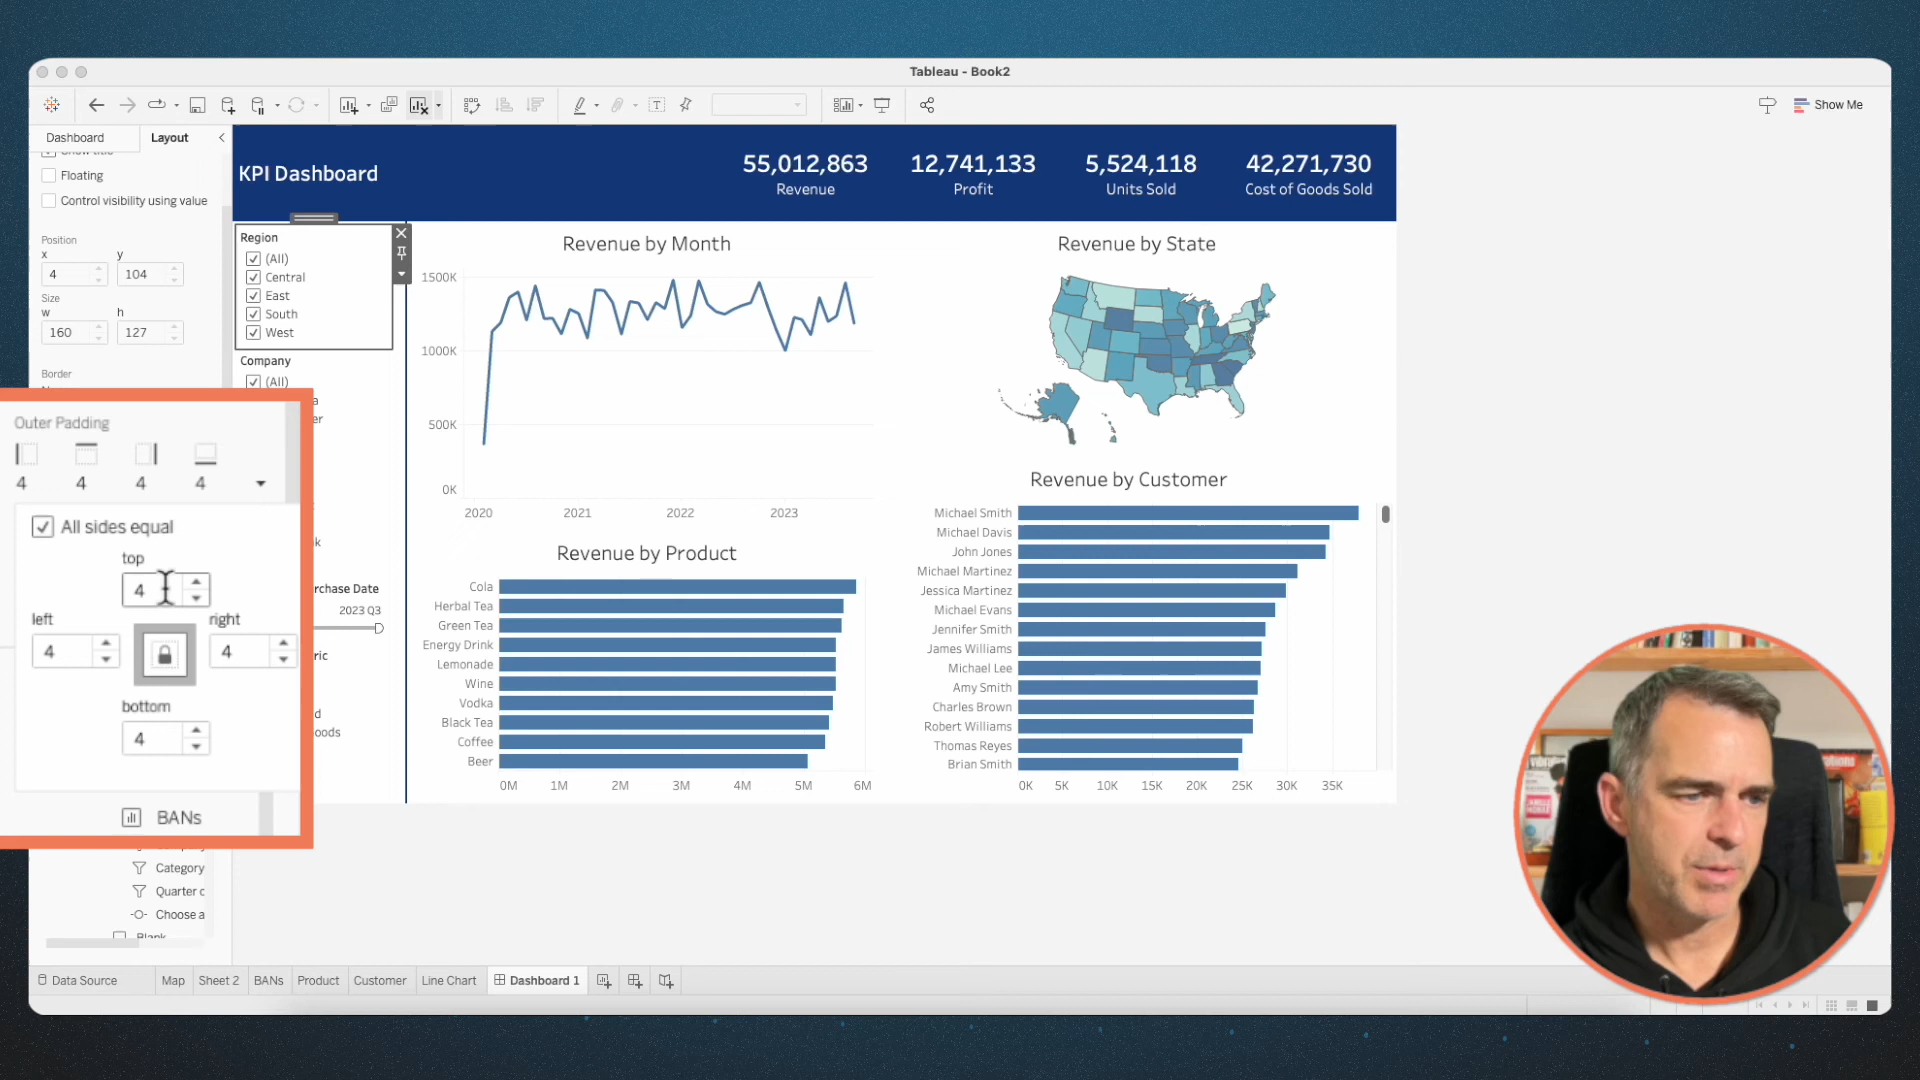 Tableau - Book2
Show Me
Dashboard
Layout
Floating
Control visibility using value
Position
x
y
4
104
Size
w
h
160
127
Border
Outer Padding
4
4
4
4
All sides equal
top
4
left
right
4
4
bottom
4
BANs
Category
Quarter
Choose a
Blank
KPI Dashboard
55,012,863
Revenue
12,741,133
Profit
5,524,118
Units Sold
42,271,730
Cost of Goods Sold
Region
(All)
Central
East
South
West
Company
(All)
rchase Date
2023 Q3
ric
d
oods
Revenue by Month
1500K
1000K
500K
0K
2020
2021
2022
2023
Revenue by Product
Cola
Herbal Tea
Green Tea
Energy Drink
Lemonade
Wine
Vodka
Black Tea
Coffee
Beer
0M
1M
2M
3M
4M
5M
6M
Revenue by State
Revenue by Customer
Michael Smith
Michael Davis
John Jones
Michael Martinez
Jessica Martinez
Michael Evans
Jennifer Smith
James Williams
Michael Lee
Amy Smith
Charles Brown
Robert Williams
Thomas Reyes
Brian Smith
0K
5K
10K
15K
20K
25K
30K
35K
Data Source
Map
Sheet 2
BANs
Product
Customer
Line Chart
Dashboard 1